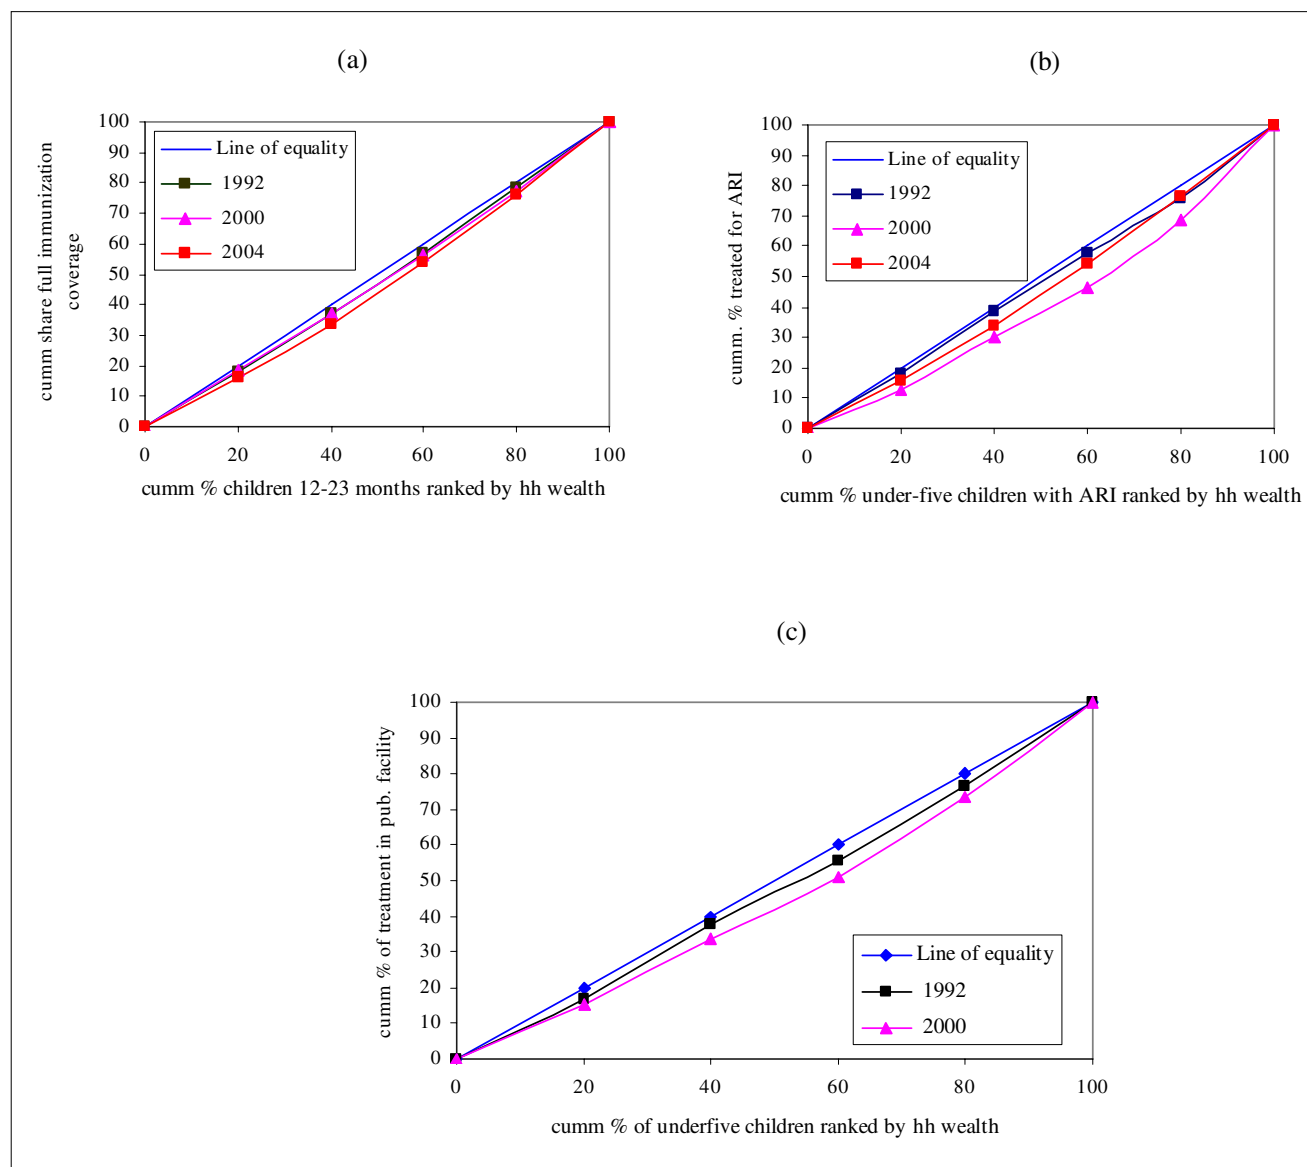 (a)
100
90
80
70
60
50
40
30
20
10
0
cumm share full immunization
coverage
Line of equality
1992
2000
2004
0 20 40 60 80 100
cumm % children 12-23 months ranked by hh wealth
(b)
100
90
80
70
60
50
40
30
20
10
0
cumm. % treated for ARI
Line of equality
1992
2000
2004
0 20 40 60 80 100
cumm % under-five children with ARI ranked by hh wealth
(c)
100
90
80
70
60
50
40
30
20
10
0
cumm % of treatment in pub. facility
Line of equality
1992
2000
0 20 40 60 80 100
cumm % of underfive children ranked by hh wealth